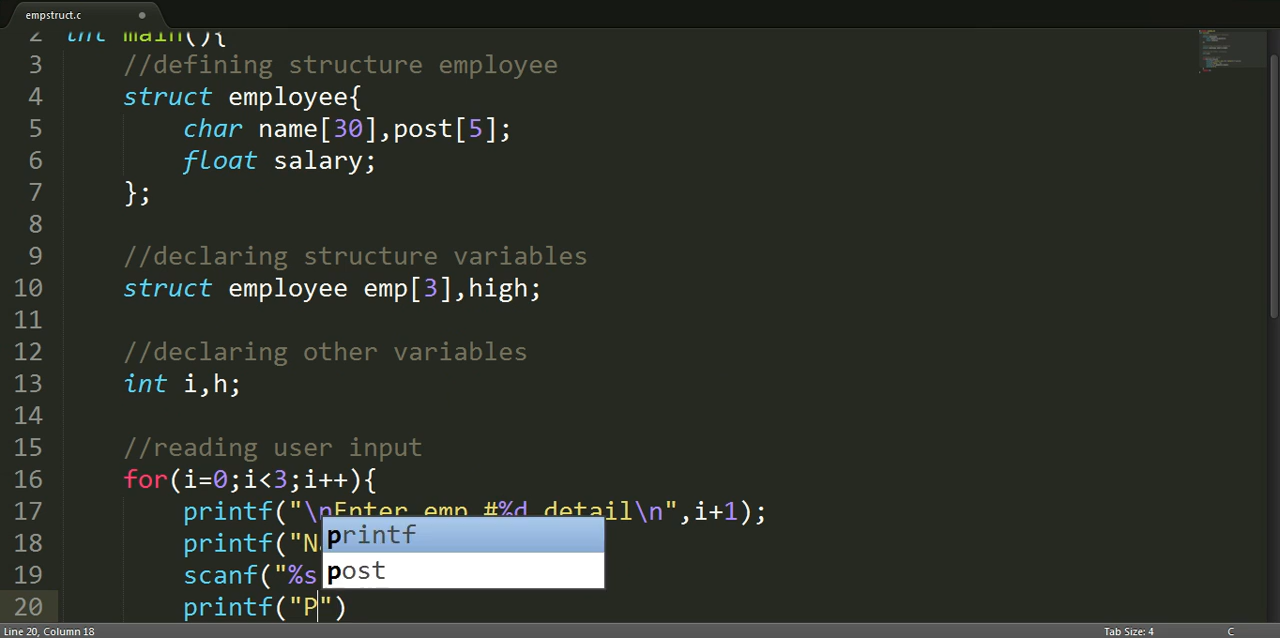 empstruct.c
2 int main(){
3 //defining structure employee
4 struct employee{
5 char name[30],post[5];
6 float salary;
7 };
8
9 //declaring structure variables
10 struct employee emp[3],high;
11
12 //declaring other variables
13 int i,h;
14
15 //reading user input
16 for(i=0;i<3;i++){
17 printf("\nEnter emp #%d detail\n",i+1);
printf
18 printf("N
post
19 scanf("%s
20 printf("P")
Line 20, Column 18 Tab Size: 4 C